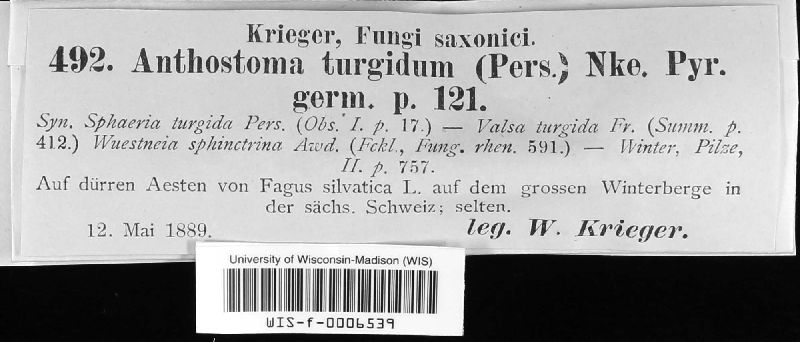 Krieger, Fungi saxonici.
492. Anthostoma turgidum (Pers.) Nke. Pyr.
germ. p. 121.
Syn. Sphaeria turgida Pers. (Obs. I. p. 17.) — Valsa turgida Fr. (Summ. p.
412.) Wuestneia sphinctrina Awd. (Fckl., Fung. rhen. 591.) — Winter, Pilze,
II. p. 757.
Auf dürren Aesten von Fagus silvatica L. auf dem grossen Winterberge in
der sächs. Schweiz; selten.
12. Mai 1889.
leg. W. Krieger.
University of Wisconsin-Madison (WIS)
WIS-f-0006539